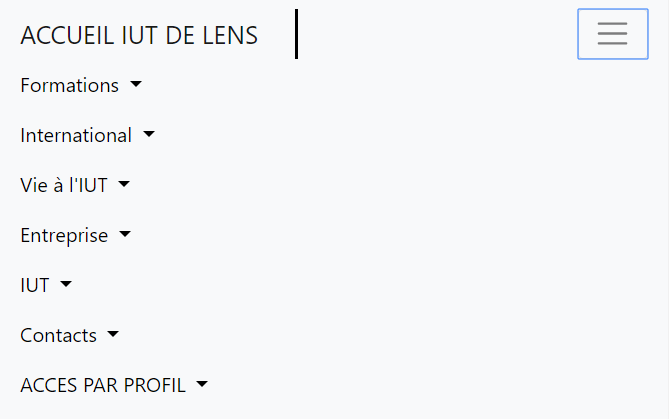 ACCUEIL IUT DE LENS
Formations
International
Vie à l'IUT
Entreprise
IUT
Contacts
ACCES PAR PROFIL